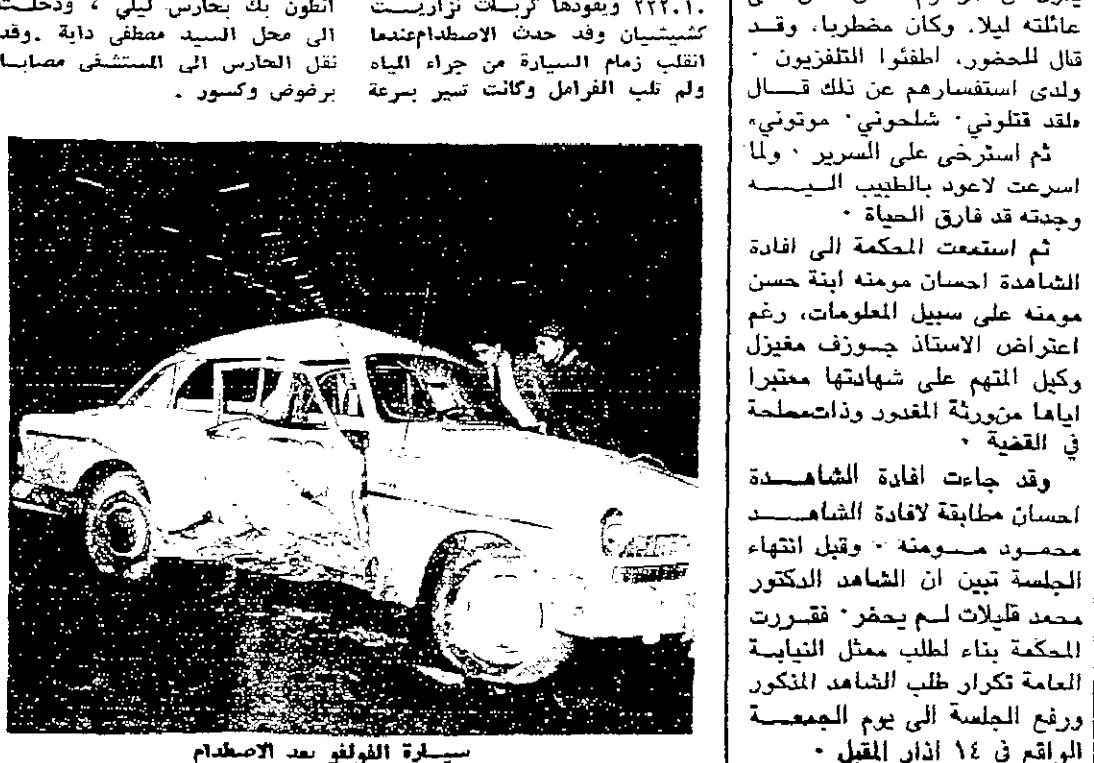 ٢٢٢٠١٠ ويقودها كربات نزاريت
كشيشيان وقد حدث الاصطدام عندما
انقلب زمام السيارة من جراء المياه
ولم تلب الفرامل وكانت تسير بسرعة
انطون بك بحارس ليلي ، ودخلت
الى محل السيد مصطفى داية .وقد
نقل الحارس الى المستشفى مصابا
برضوض وكسور .
سيارة الفولفو بعد الاصطدام
عائلته ليلا. وكان مضطربا، وقد
قال للحضور، اطفئوا التلفزيون .
ولدى استفسارهم عن ذلك قال
«لقد قتلوني. شلحوني. موتوني»
ثم استرخى على السرير . ولما
اسرعت لاعود بالطبيب اليه
وجدته قد فارق الحياة .
ثم استمعت المحكمة الى افادة
الشاهدة احسان مومنه ابنة حسن
مومنه على سبيل المعلومات، رغم
اعتراض الاستاذ جوزف مغيزل
وكيل المتهم على شهادتها معتبرا
اياها من ورثة المغدور وذات مصلحة
في القضية .
وقد جاءت افادة الشاهدة
احسان مطابقة لافادة الشاهد
محمود مومنه . وقبل انتهاء
الجلسة تبين ان الشاهد الدكتور
محمد قليلات لم يحضر . فقررت
المحكمة بناء لطلب ممثل النيابة
العامة تكرار طلب الشاهد المذكور
ورفع الجلسة الى يوم الجمعة
الواقع في ١٤ اذار المقبل .